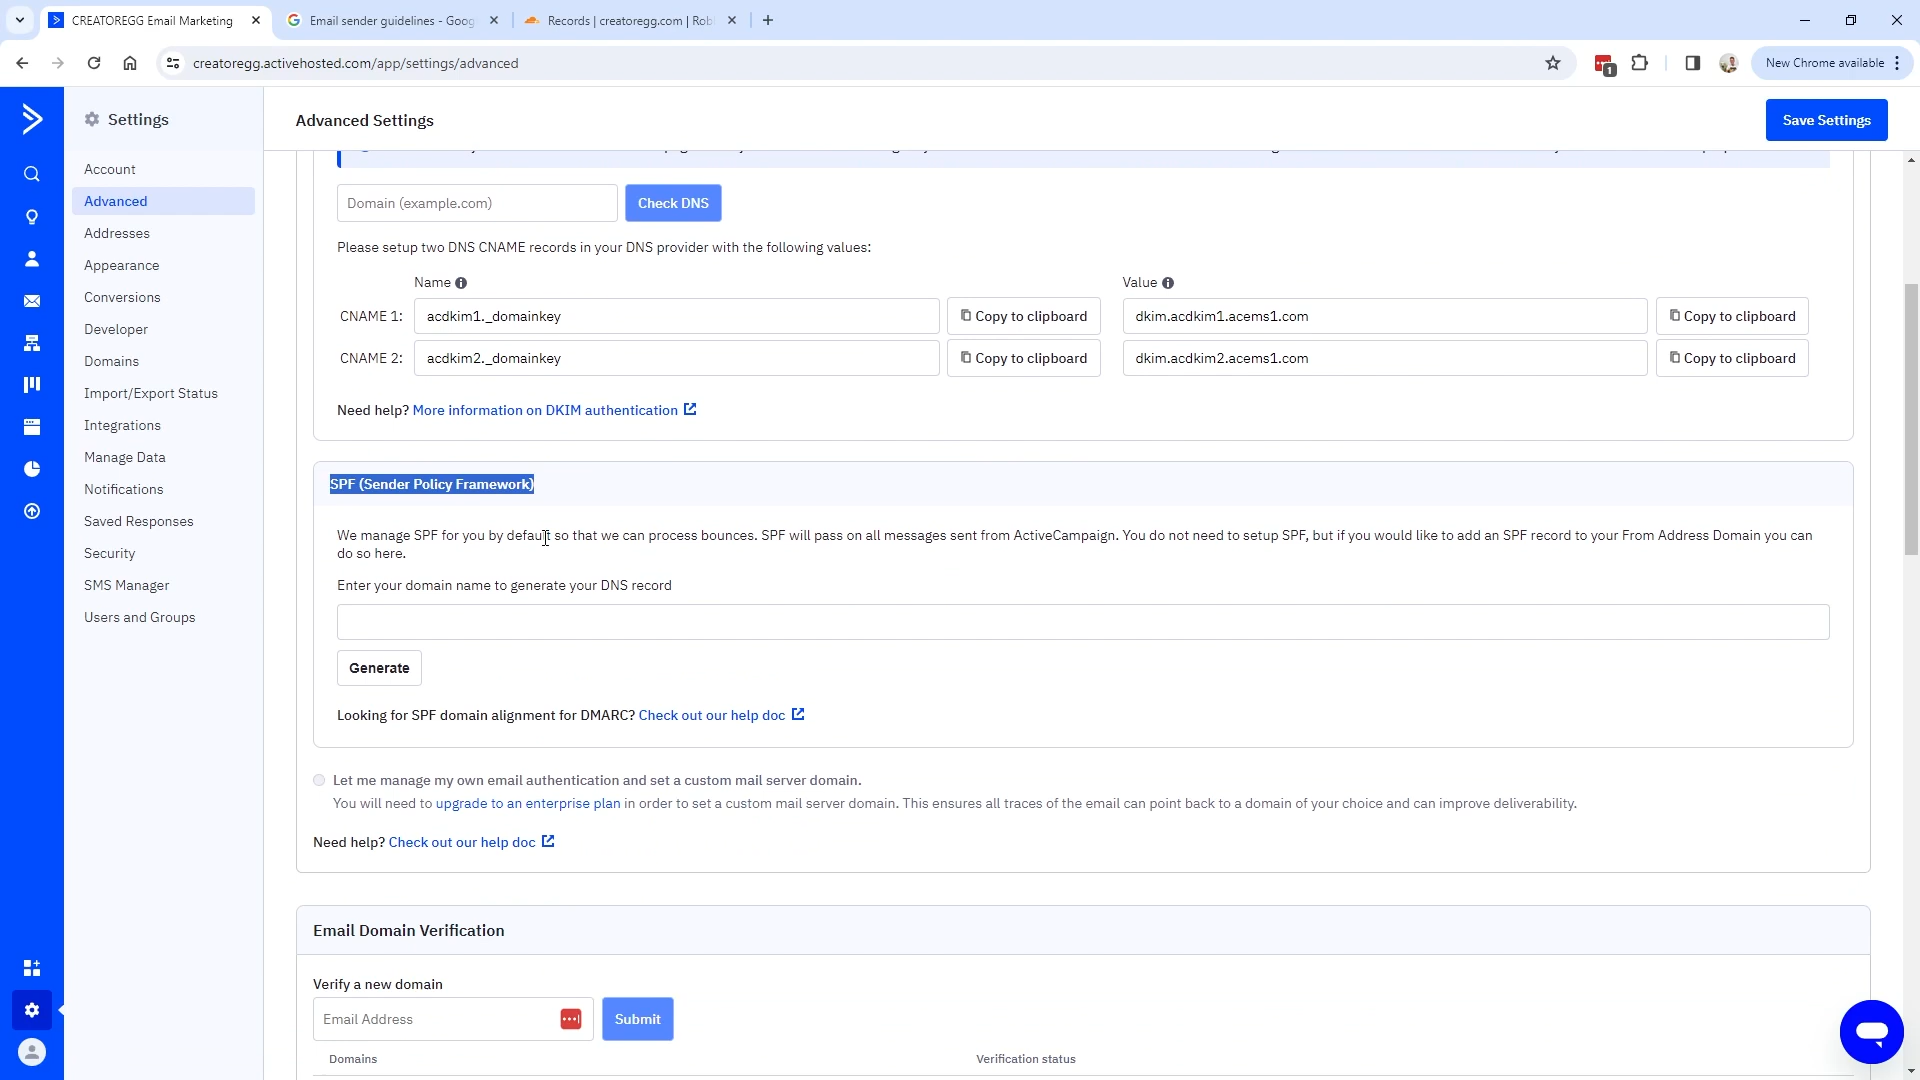 CREATOREGG Email Marketing
Email sender guidelines - Goog
Records | creatoregg.com | Rob
creatoregg.activehosted.com/app/settings/advanced
1
New Chrome available
Settings
Advanced Settings
Save Settings
Account
Advanced
Addresses
Appearance
Conversions
Developer
Domains
Import/Export Status
Integrations
Manage Data
Notifications
Saved Responses
Security
SMS Manager
Users and Groups
Domain (example.com)
Check DNS
Please setup two DNS CNAME records in your DNS provider with the following values:
Name
Value
CNAME 1: acdkim1._domainkey Copy to clipboard dkim.acdkim1.acems1.com Copy to clipboard
CNAME 2: acdkim2._domainkey Copy to clipboard dkim.acdkim2.acems1.com Copy to clipboard
Need help? More information on DKIM authentication
SPF (Sender Policy Framework)
We manage SPF for you by default so that we can process bounces. SPF will pass on all messages sent from ActiveCampaign. You do not need to setup SPF, but if you would like to add an SPF record to your From Address Domain you can
do so here.
Enter your domain name to generate your DNS record
Generate
Looking for SPF domain alignment for DMARC? Check out our help doc
Let me manage my own email authentication and set a custom mail server domain.
You will need to upgrade to an enterprise plan in order to set a custom mail server domain. This ensures all traces of the email can point back to a domain of your choice and can improve deliverability.
Need help? Check out our help doc
Email Domain Verification
Verify a new domain
Email Address
Submit
Domains
Verification status